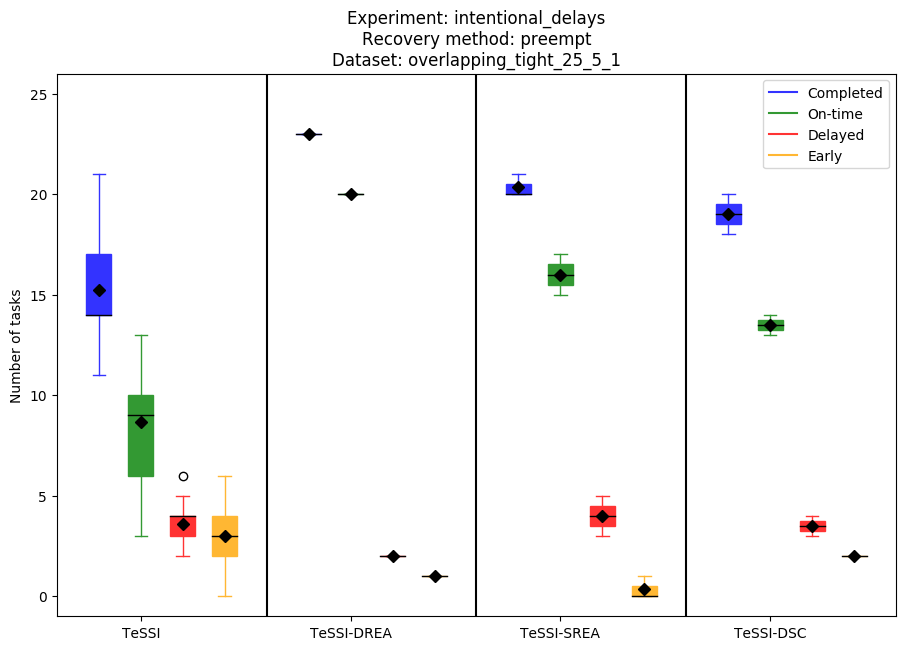 Experiment: intentional_delays
Recovery method: preempt
Dataset: overlapping_tight_25_5_1
Completed
On-time
Delayed
Early
Number of tasks
25
20
15
10
5
0
TeSSI
TeSSI-DREA
TeSSI-SREA
TeSSI-DSC